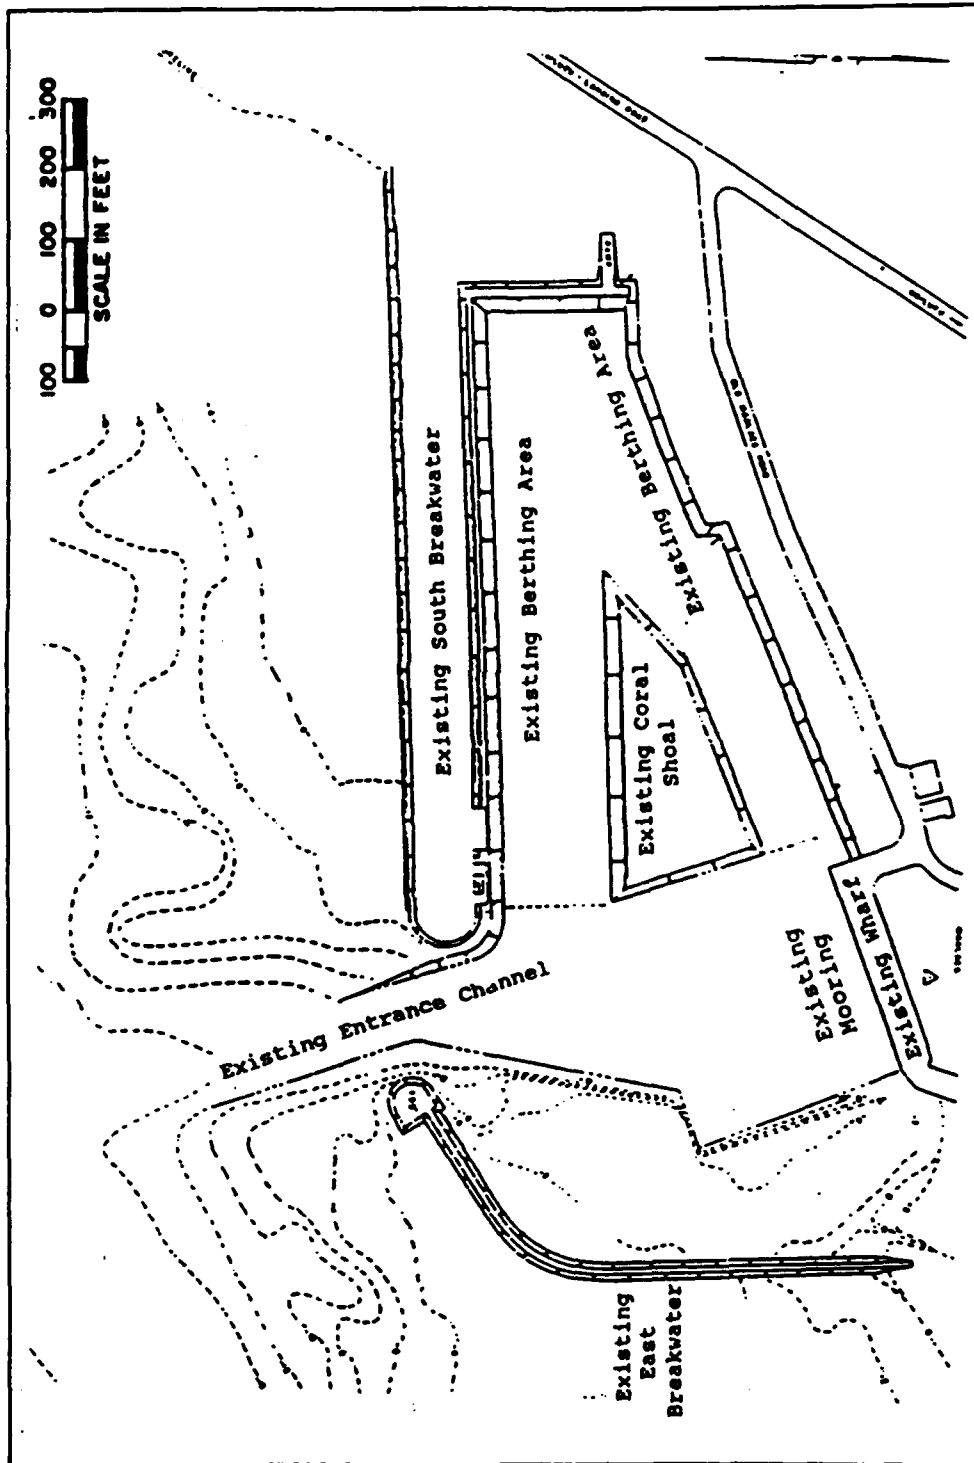 100 0 100 200 300
SCALE IN FEET
Existing South Breakwater
Existing Berthing Area
Existing Berthing Area
Existing Coral
Shoal
Existing Entrance Channel
Existing
Mooring
Existing Wharf
Existing
East
Breakwater